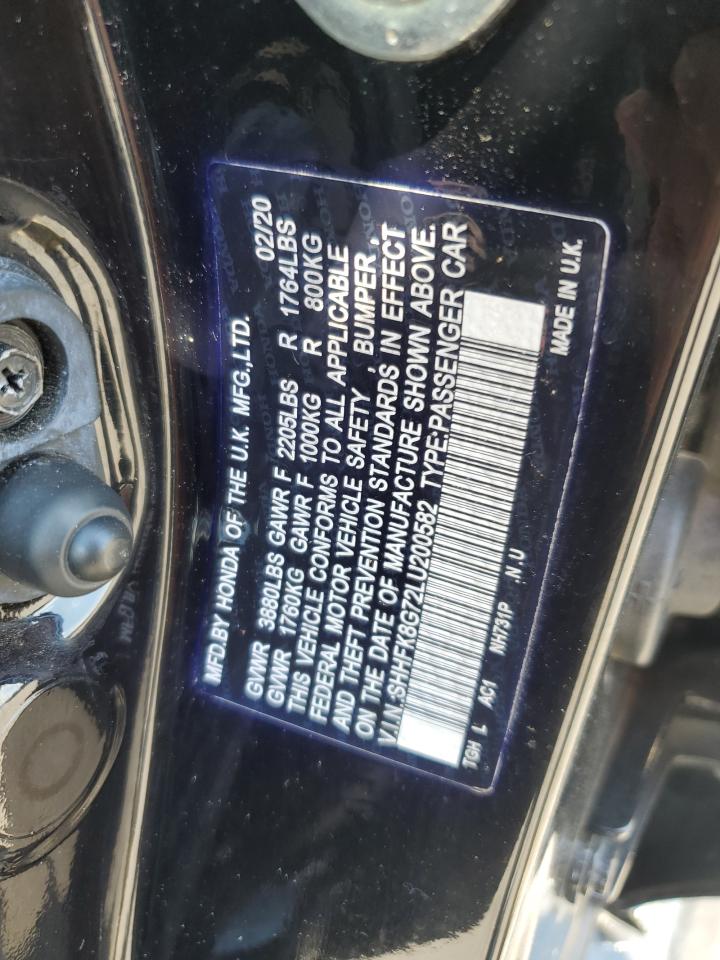 MFD.BY HONDA OF THE U.K. MFG.,LTD. 02/20
GVWR 3880LBS GAWR F 2205LBS R 1764LBS
GVWR 1760KG GAWR F 1000KG R 800KG
THIS VEHICLE CONFORMS TO ALL APPLICABLE
FEDERAL MOTOR VEHICLE SAFETY , BUMPER ,
AND THEFT PREVENTION STANDARDS IN EFFECT
ON THE DATE OF MANUFACTURE SHOWN ABOVE.
V.I.N.:SHHFK8G72LU200582 TYPE:PASSENGER CAR
TGH L AC1 NH731P .N.U MADE IN U.K.